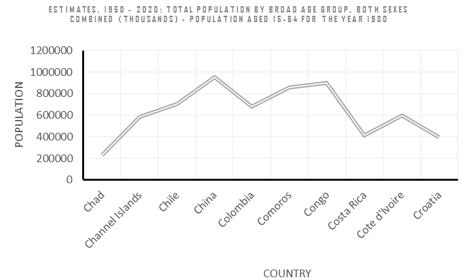 ESTIMATES, 1950 - 2020: TOTAL POPULATION BY BROAD AGE GROUP, BOTH SEXES
COMBINED (THOUSANDS) - POPULATION AGED 15-64 FOR THE YEAR 1980
1200000
1000000
800000
600000
400000
200000
0
POPULATION
Chad
Channel Islands
Chile
China
Colombia
Comoros
Congo
Costa Rica
Cote d'Ivoire
Croatia
COUNTRY